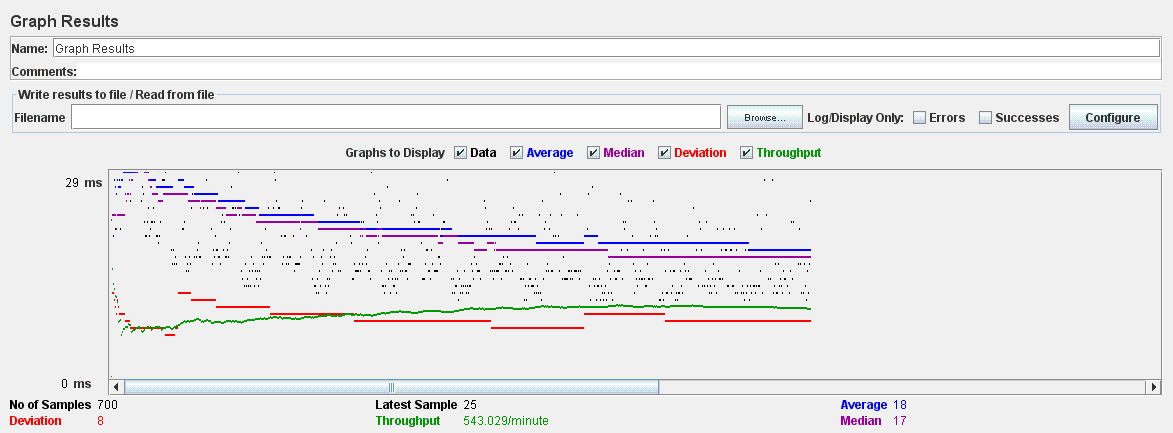 Graph Results
Name: Graph Results
Comments:
Write results to file / Read from file
Filename Browse... Log/Display Only: Errors Successes Configure
Graphs to Display Data Average Median Deviation Throughput
29 ms
0 ms
No of Samples 700 Latest Sample 25 Average 18
Deviation 8 Throughput 543.029/minute Median 17